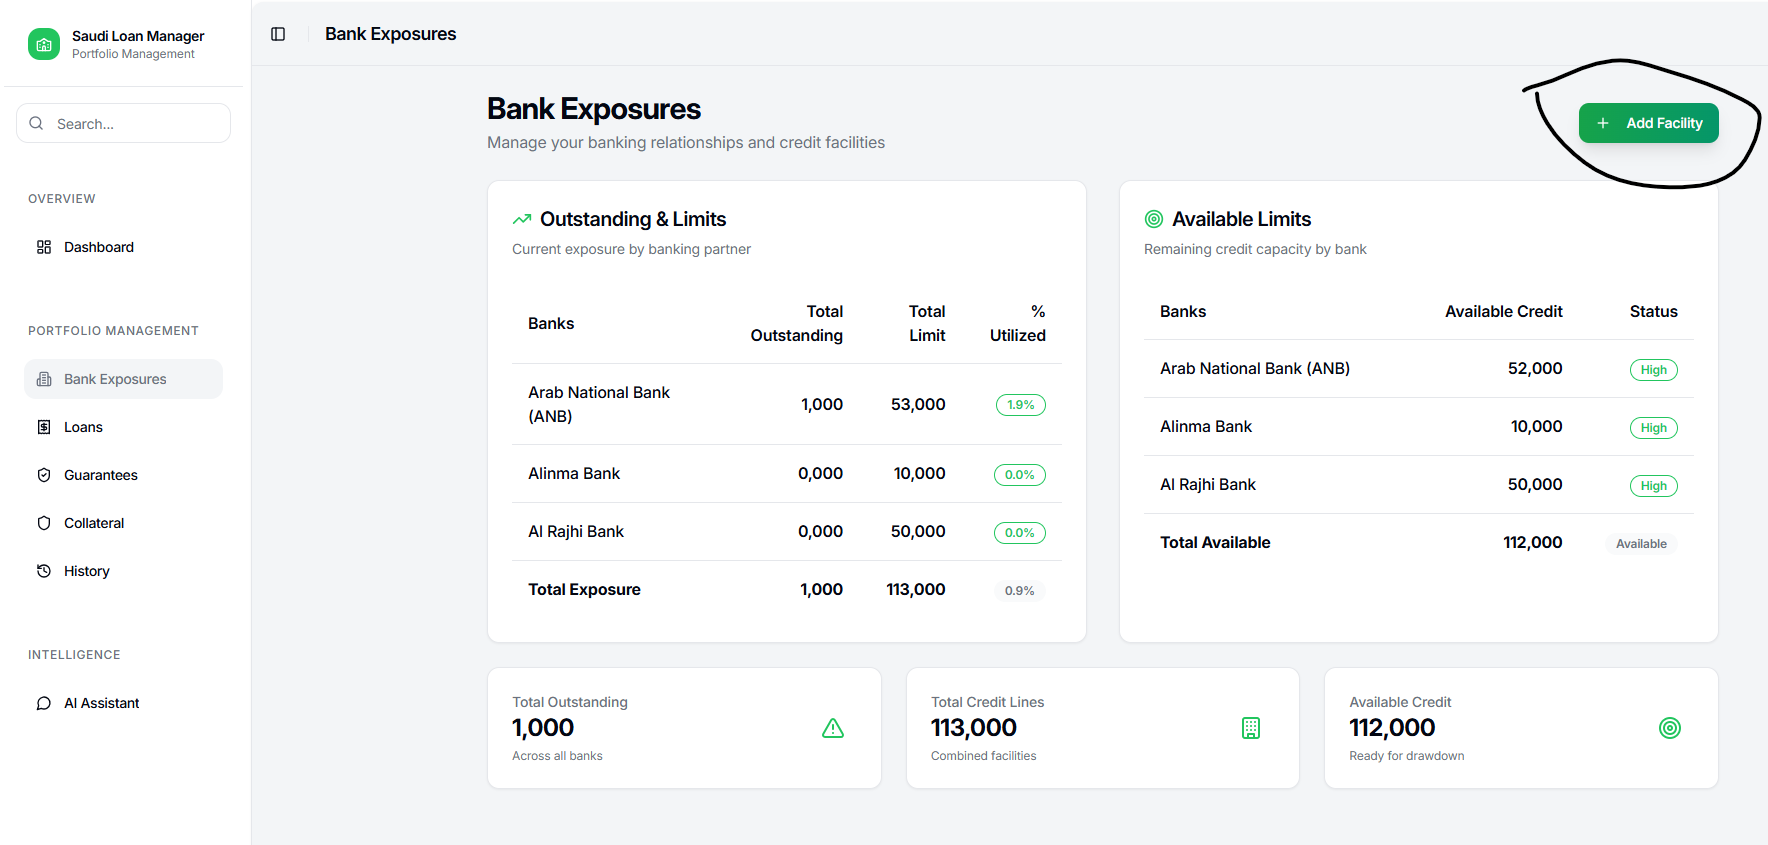 Saudi Loan Manager
Portfolio Management
Search...
OVERVIEW
Dashboard
PORTFOLIO MANAGEMENT
Bank Exposures
Loans
Guarantees
Collateral
History
INTELLIGENCE
AI Assistant
Bank Exposures
Bank Exposures
Manage your banking relationships and credit facilities
+ Add Facility
Outstanding & Limits
Current exposure by banking partner
Banks Total Outstanding Total Limit % Utilized
Arab National Bank (ANB) 1,000 53,000 1.9%
Alinma Bank 0,000 10,000 0.0%
Al Rajhi Bank 0,000 50,000 0.0%
Total Exposure 1,000 113,000 0.9%
Available Limits
Remaining credit capacity by bank
Banks Available Credit Status
Arab National Bank (ANB) 52,000 High
Alinma Bank 10,000 High
Al Rajhi Bank 50,000 High
Total Available 112,000 Available
Total Outstanding
1,000
Across all banks
Total Credit Lines
113,000
Combined facilities
Available Credit
112,000
Ready for drawdown